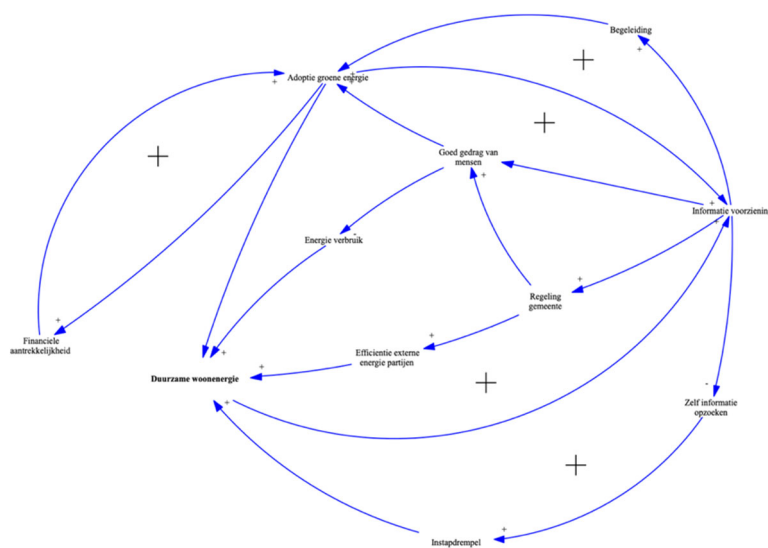 Begeleiding
Adoptie groene energie
Goed gedrag van
mensen
Informatie voorzienin
Energie verbruik
Regeling
gemeente
Financiele
aantrekkelijkheid
Efficientie externe
energie partijen
Duurzame woonenergie
Zelf informatie
opzoeken
Instapdrempel